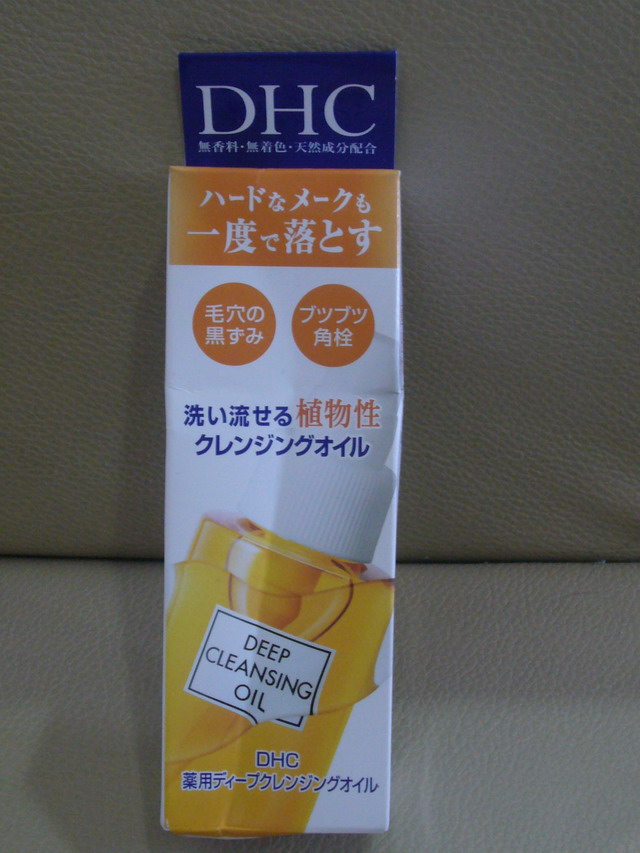 DHC
無香料・無着色・天然成分配合
ハードなメークも
一度で落とす
毛穴の
黒ずみ
ブツブツ
角栓
洗い流せる植物性
クレンジングオイル
DEEP
CLEANSING
OIL
DHC
薬用ディープクレンジングオイル